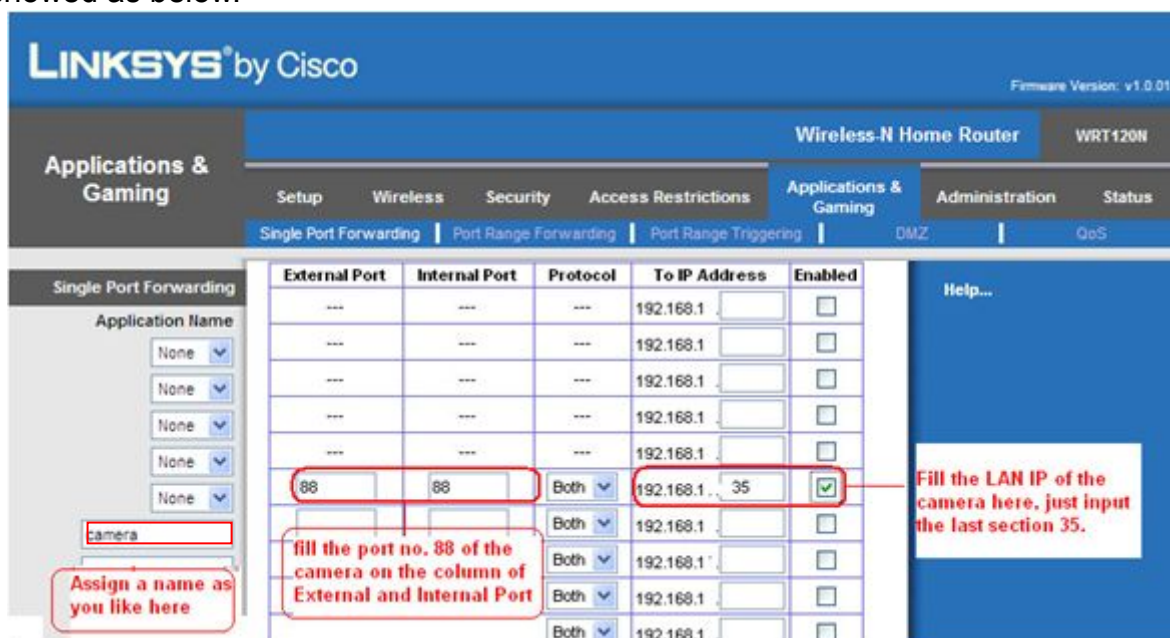 showed as below.
LINKSYS® by Cisco
Firmware Version: v1.0.01
Wireless-N Home Router WRT120N
Applications & Gaming
Setup Wireless Security Access Restrictions Applications & Gaming Administration Status
Single Port Forwarding | Port Range Forwarding | Port Range Triggering | DMZ | QoS
Single Port Forwarding
Application Name
None
None
None
None
None
camera
Assign a name as
you like here
External Port Internal Port Protocol To IP Address Enabled
--- --- --- 192.168.1 .
--- --- --- 192.168.1
--- --- --- 192.168.1 .
--- --- --- 192.168.1 .
--- --- --- 192.168.1 .
88 88 Both 192.168.1 . 35
Both 192.168.1 .
Both 192.168.1 .
Both 192.168.1 .
Both 192.168.1
fill the port no. 88 of the
camera on the column of
External and Internal Port
Help...
Fill the LAN IP of the
camera here, just input
the last section 35.